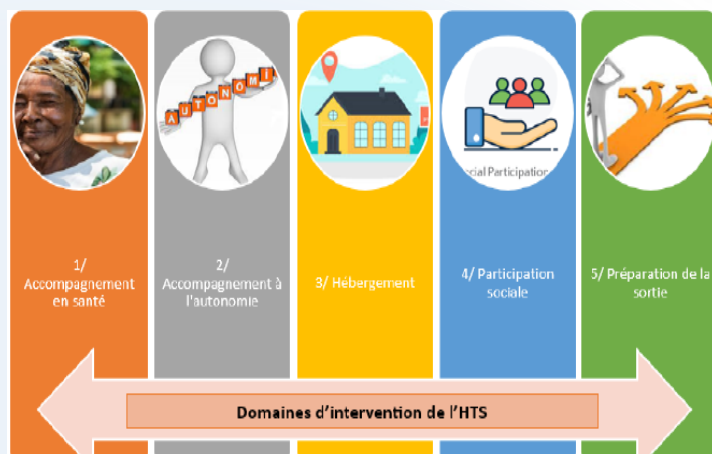 AUTONOMI
cial Participation
1/
Accompagnement
en santé
2/
Accompagnement à
l'autonomie
3/ Hébergement
4/ Participation
sociale
5/ Préparation de la
sortie
Domaines d'intervention de l'HTS